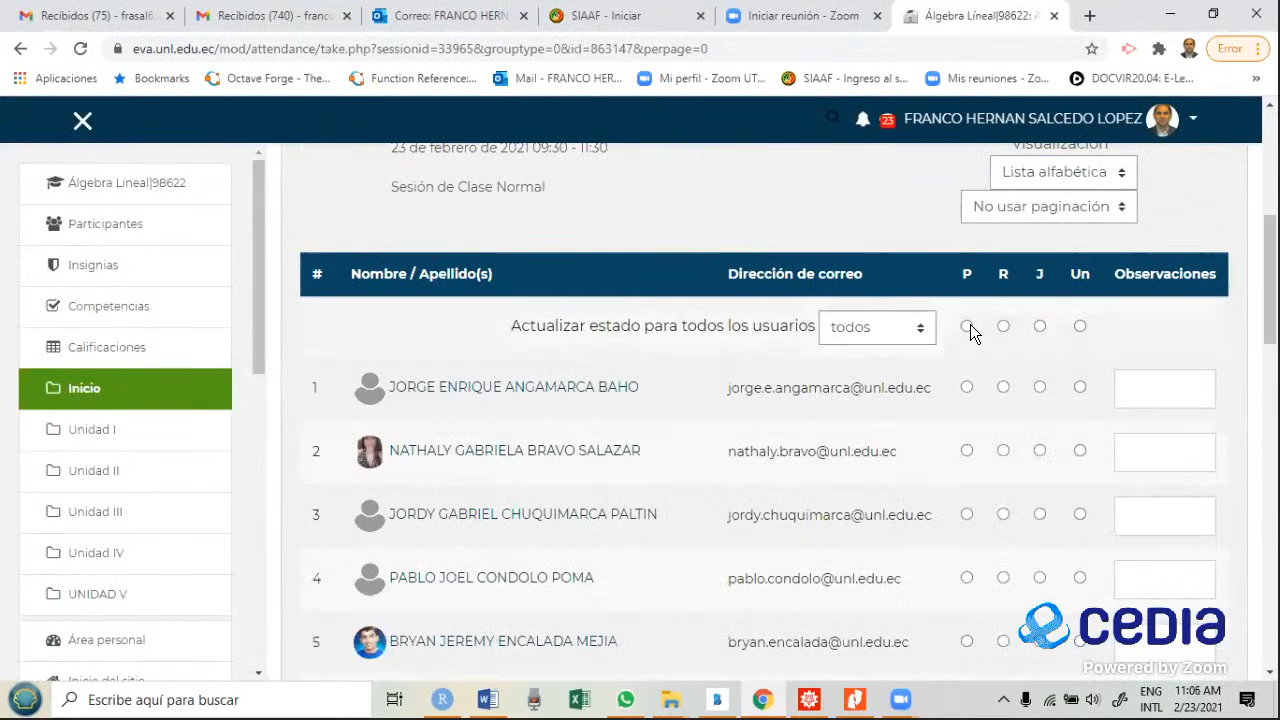 Recibidos (75) - frasal6
Recibidos (740) - franc
Correo: FRANCO HERN
SIAAF - Iniciar
Iniciar reunión - Zoom
Álgebra Líneal|98622: A
eva.unl.edu.ec/mod/attendance/take.php?sessionid=33965&grouptype=0&id=863147&perpage=0
Error
Aplicaciones
Bookmarks
Octave Forge - The...
Function Reference:...
Mail - FRANCO HER...
Mi perfil - Zoom UT...
SIAAF - Ingreso al s...
Mis reuniones - Zo...
DOCVIR20.04: E-Le...
23
FRANCO HERNAN SALCEDO LOPEZ
Álgebra Líneal|98622
Participantes
Insignias
Competencias
Calificaciones
Inicio
Unidad I
Unidad II
Unidad III
Unidad IV
UNIDAD V
Área personal
Inicio del sitio
23 de febrero de 2021 09:30 - 11:30
Sesión de Clase Normal
Visualización
Lista alfabética
No usar paginación
# Nombre / Apellido(s) Dirección de correo P R J Un Observaciones
Actualizar estado para todos los usuarios todos
1 JORGE ENRIQUE ANGAMARCA BAHO jorge.e.angamarca@unl.edu.ec
2 NATHALY GABRIELA BRAVO SALAZAR nathaly.bravo@unl.edu.ec
3 JORDY GABRIEL CHUQUIMARCA PALTIN jordy.chuquimarca@unl.edu.ec
4 PABLO JOEL CONDOLO POMA pablo.condolo@unl.edu.ec
5 BRYAN JEREMY ENCALADA MEJIA bryan.encalada@unl.edu.ec
cedia
Powered by Zoom
Escribe aquí para buscar
ENG
INTL
11:06 AM
2/23/2021